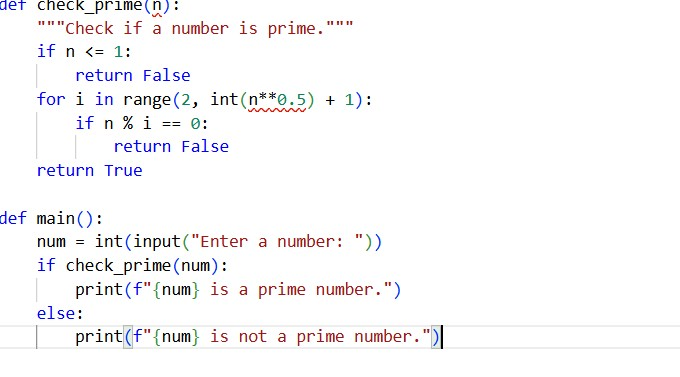 def check_prime(n):
    """Check if a number is prime."""
    if n <= 1:
        return False
    for i in range(2, int(n**0.5) + 1):
        if n % i == 0:
            return False
    return True

def main():
    num = int(input("Enter a number: "))
    if check_prime(num):
        print(f"{num} is a prime number.")
    else:
        print(f"{num} is not a prime number.")